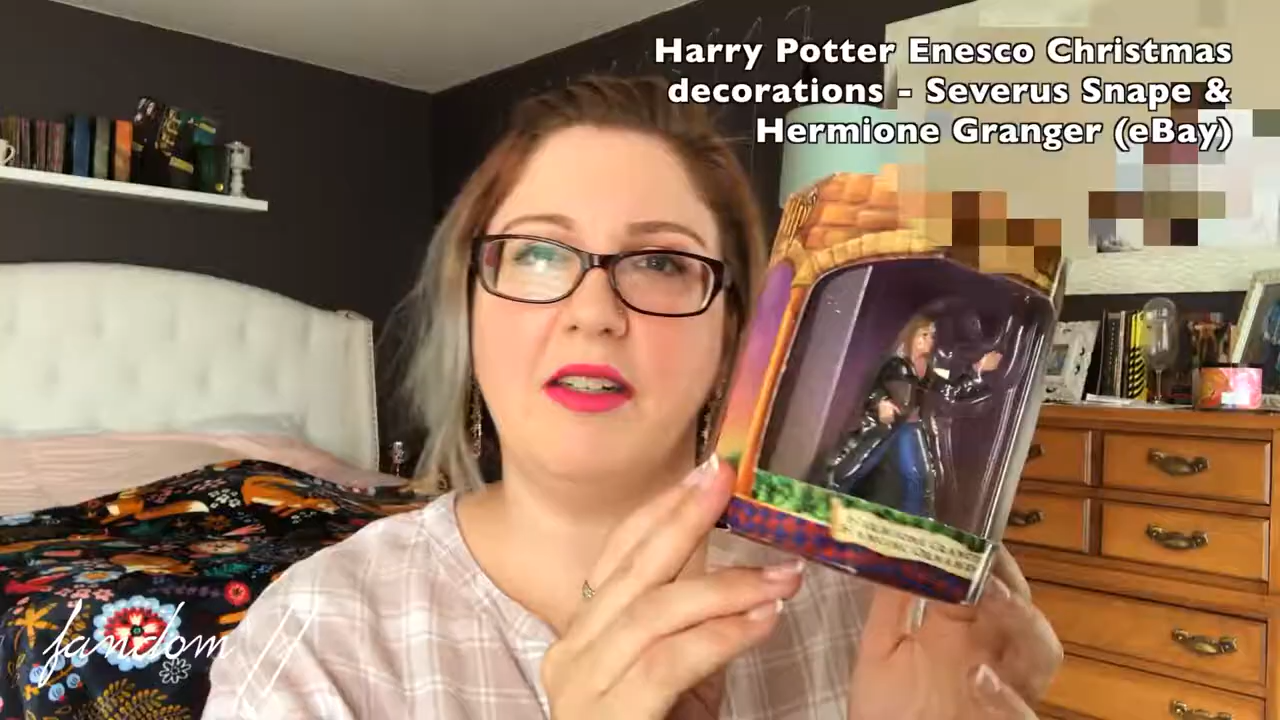 Harry Potter Enesco Christmas
decorations - Severus Snape &
Hermione Granger (eBay)
fandom //